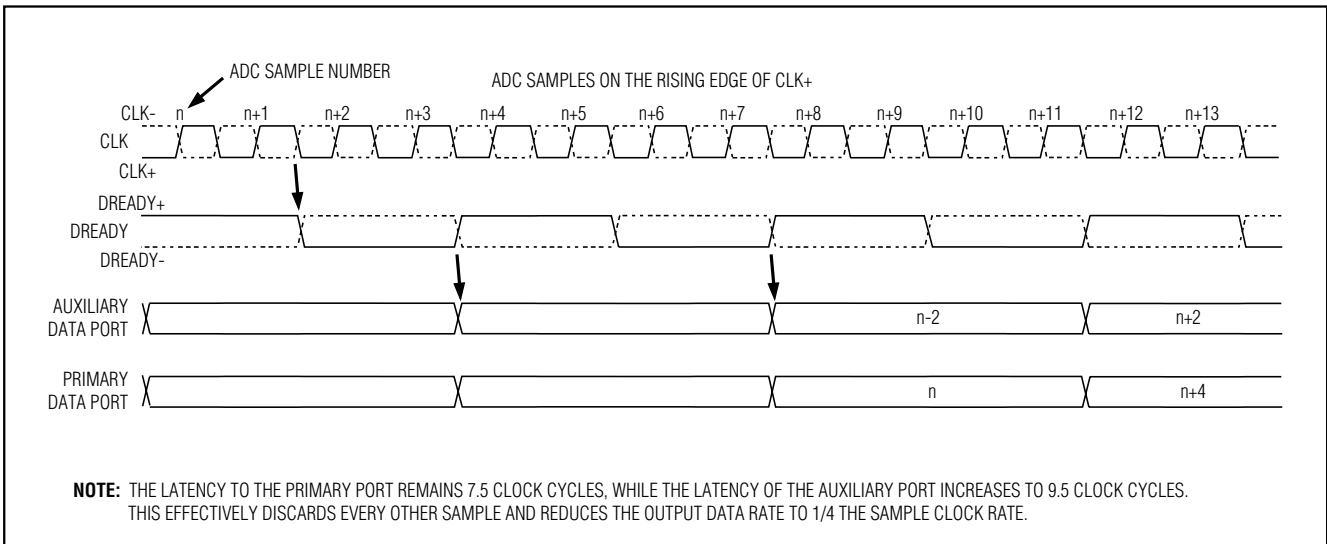 ADC SAMPLE NUMBER
ADC SAMPLES ON THE RISING EDGE OF CLK+
CLK- n n+1 n+2 n+3 n+4 n+5 n+6 n+7 n+8 n+9 n+10 n+11 n+12 n+13
CLK
CLK+
DREADY+
DREADY
DREADY-
AUXILIARY
DATA PORT
n-2 n+2
PRIMARY
DATA PORT
n n+4
NOTE: THE LATENCY TO THE PRIMARY PORT REMAINS 7.5 CLOCK CYCLES, WHILE THE LATENCY OF THE AUXILIARY PORT INCREASES TO 9.5 CLOCK CYCLES.
THIS EFFECTIVELY DISCARDS EVERY OTHER SAMPLE AND REDUCES THE OUTPUT DATA RATE TO 1/4 THE SAMPLE CLOCK RATE.